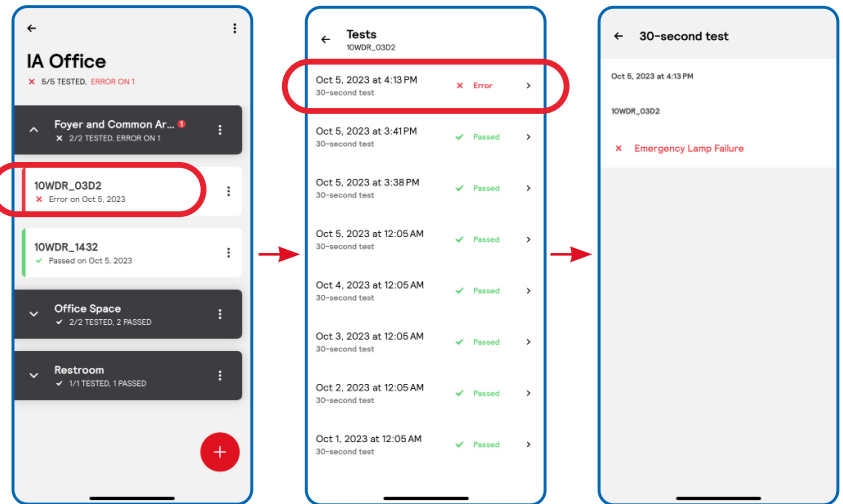 IA Office
× 5/5 TESTED, ERROR ON 1
Foyer and Common Ar... 1
× 2/2 TESTED, ERROR ON 1
10WDR_03D2
× Error on Oct 5, 2023
10WDR_1432
✓ Passed on Oct 5, 2023
Office Space
✓ 2/2 TESTED, 2 PASSED
Restroom
✓ 1/1 TESTED, 1 PASSED
+
Tests
10WDR_03D2
Oct 5, 2023 at 4:13 PM
30-second test × Error
Oct 5, 2023 at 3:41 PM
30-second test ✓ Passed
Oct 5, 2023 at 3:38 PM
30-second test ✓ Passed
Oct 5, 2023 at 12:05 AM
30-second test ✓ Passed
Oct 4, 2023 at 12:05 AM
30-second test ✓ Passed
Oct 3, 2023 at 12:05 AM
30-second test ✓ Passed
Oct 2, 2023 at 12:05 AM
30-second test ✓ Passed
Oct 1, 2023 at 12:05 AM
30-second test ✓ Passed
30-second test
Oct 5, 2023 at 4:13 PM
10WDR_03D2
× Emergency Lamp Failure